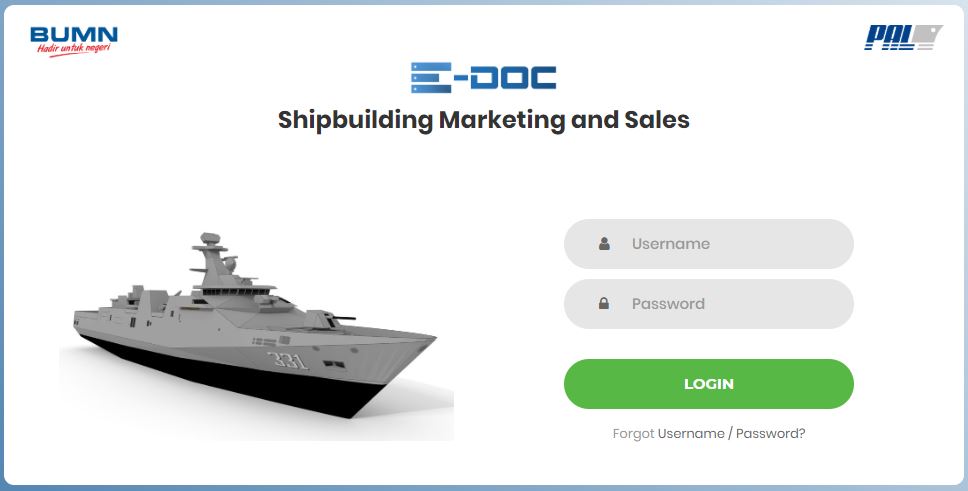 BUMN
Hadir untuk negeri
PAL
E-DOC
Shipbuilding Marketing and Sales
331
Username
Password
LOGIN
Forgot Username / Password?